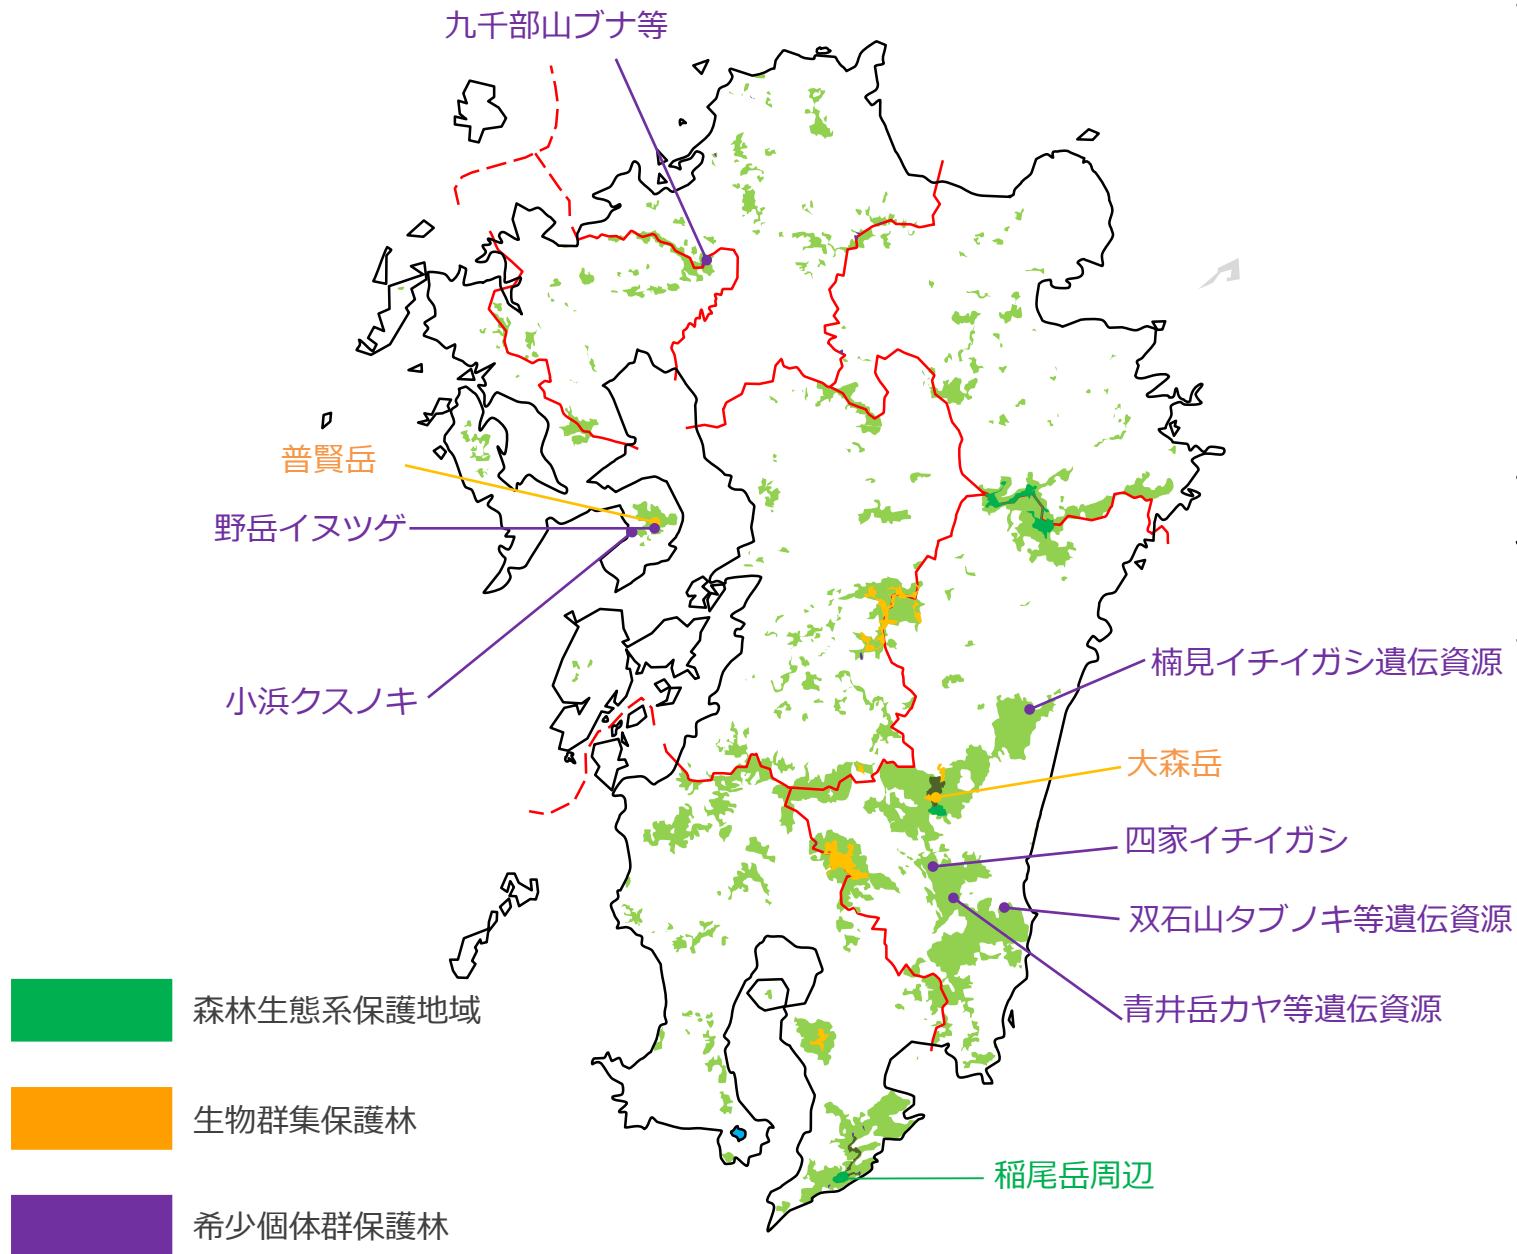 九千部山ブナ等
普賢岳
野岳イヌツゲ
小浜クスノキ
楠見イチイガシ遺伝資源
大森岳
四家イチイガシ
双石山タブノキ等遺伝資源
青井岳カヤ等遺伝資源
稲尾岳周辺
森林生態系保護地域
生物群集保護林
希少個体群保護林